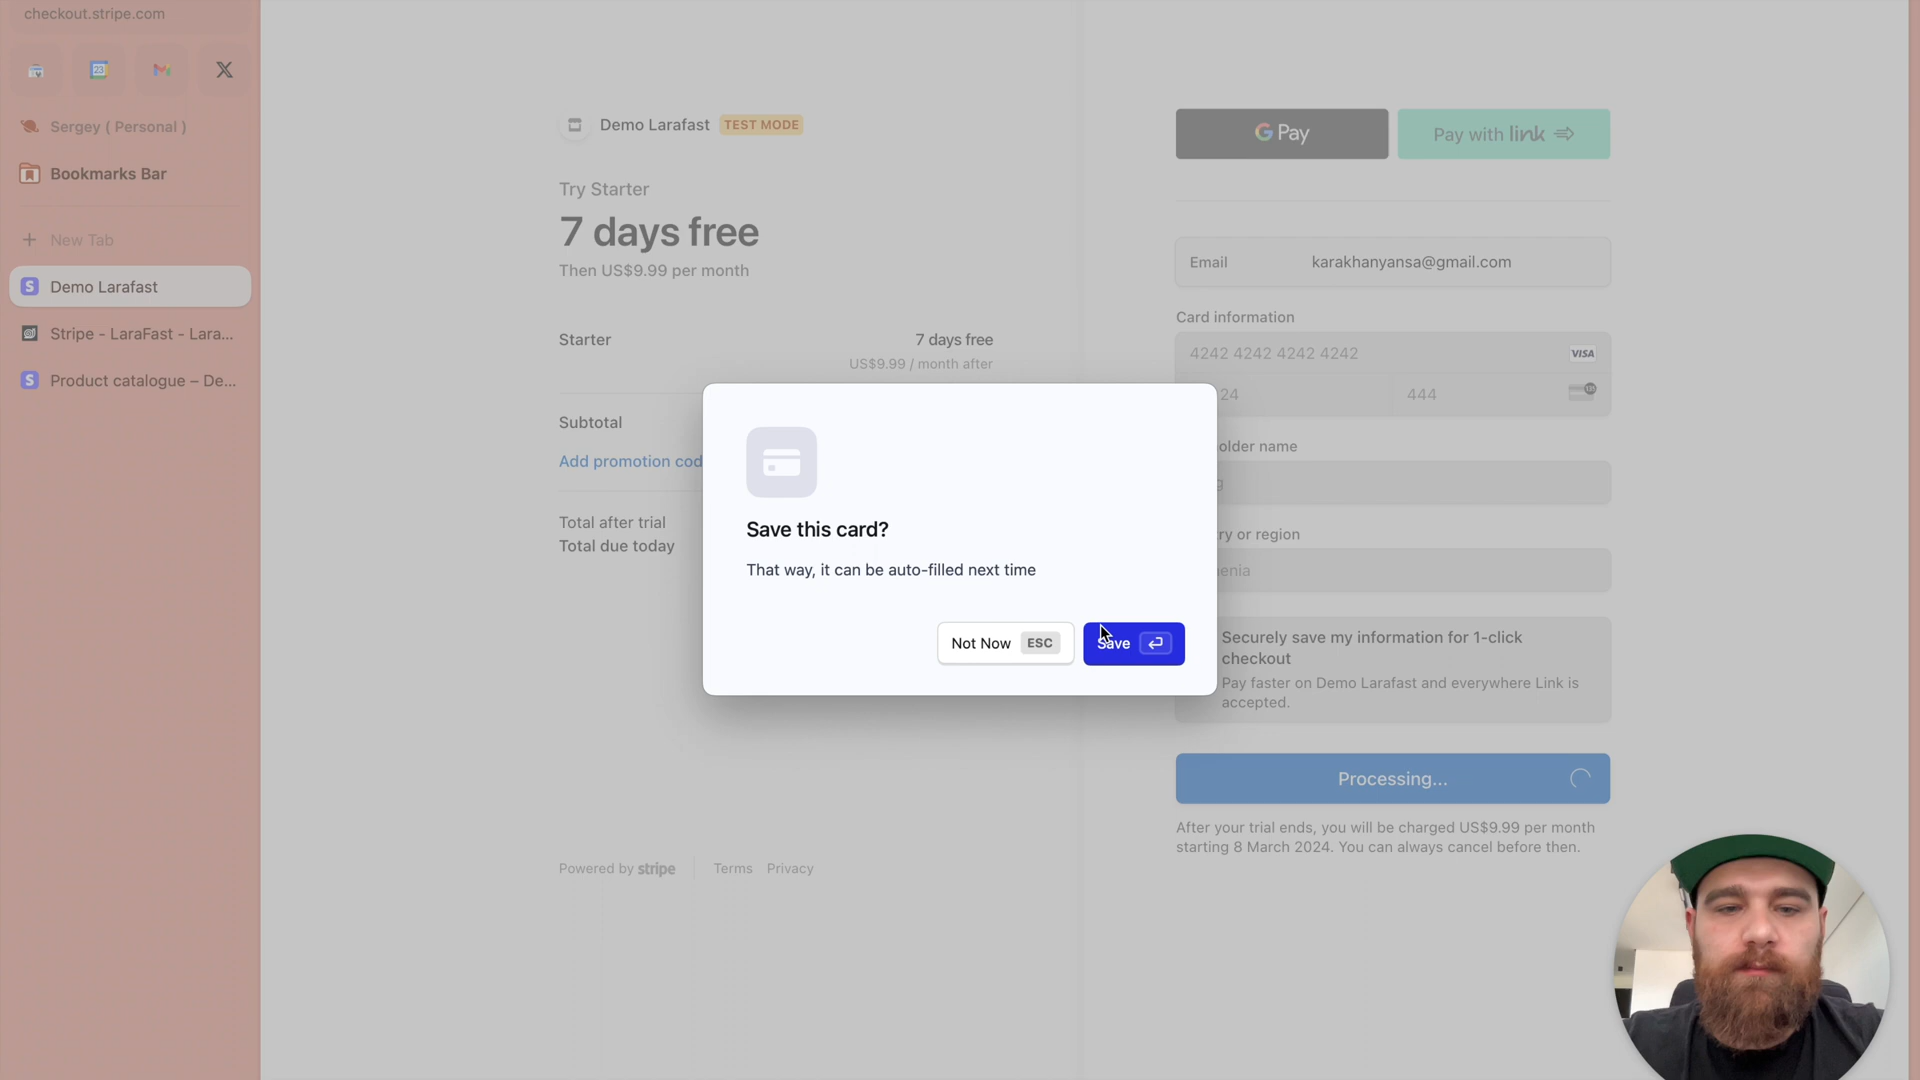 checkout.stripe.com
23
Sergey ( Personal )
Bookmarks Bar
New Tab
Demo Larafast
Stripe - LaraFast - Lara...
Product catalogue – De...
Demo Larafast TEST MODE
Try Starter
7 days free
Then US$9.99 per month
Starter 7 days free
US$9.99 / month after
Subtotal
Add promotion cod
Total after trial
Total due today
Powered by stripe Terms Privacy
G Pay
Pay with link
Email karakhanyansa@gmail.com
Card information
4242 4242 4242 4242 VISA
24 444
older name
g
ry or region
enia
Securely save my information for 1-click
checkout
Pay faster on Demo Larafast and everywhere Link is
accepted.
Processing...
After your trial ends, you will be charged US$9.99 per month
starting 8 March 2024. You can always cancel before then.
Save this card?
That way, it can be auto-filled next time
Not Now ESC
Save